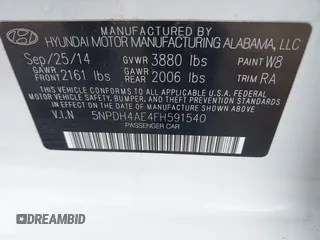 HYUNDAI MOTOR MANUFACTURING ALABAMA, LLC
Sep/25/14 GVWR 3880 lbs PAINT W8
GAWR FRONT 2161 lbs GAWR REAR 2006 lbs TRIM RA
THIS VEHICLE CONFORMS TO ALL APPLICABLE
U.S.A. FEDERAL MOTOR VEHICLE SAFETY, BUMPER, AND THEFT PREVENTION
STANDARDS IN EFFECT ON THE DATE OF MANUFACTURE SHOWN ABOVE.
V.I.N 5NPDH4AE4FH591540
PASSENGER CAR
DREAMBID